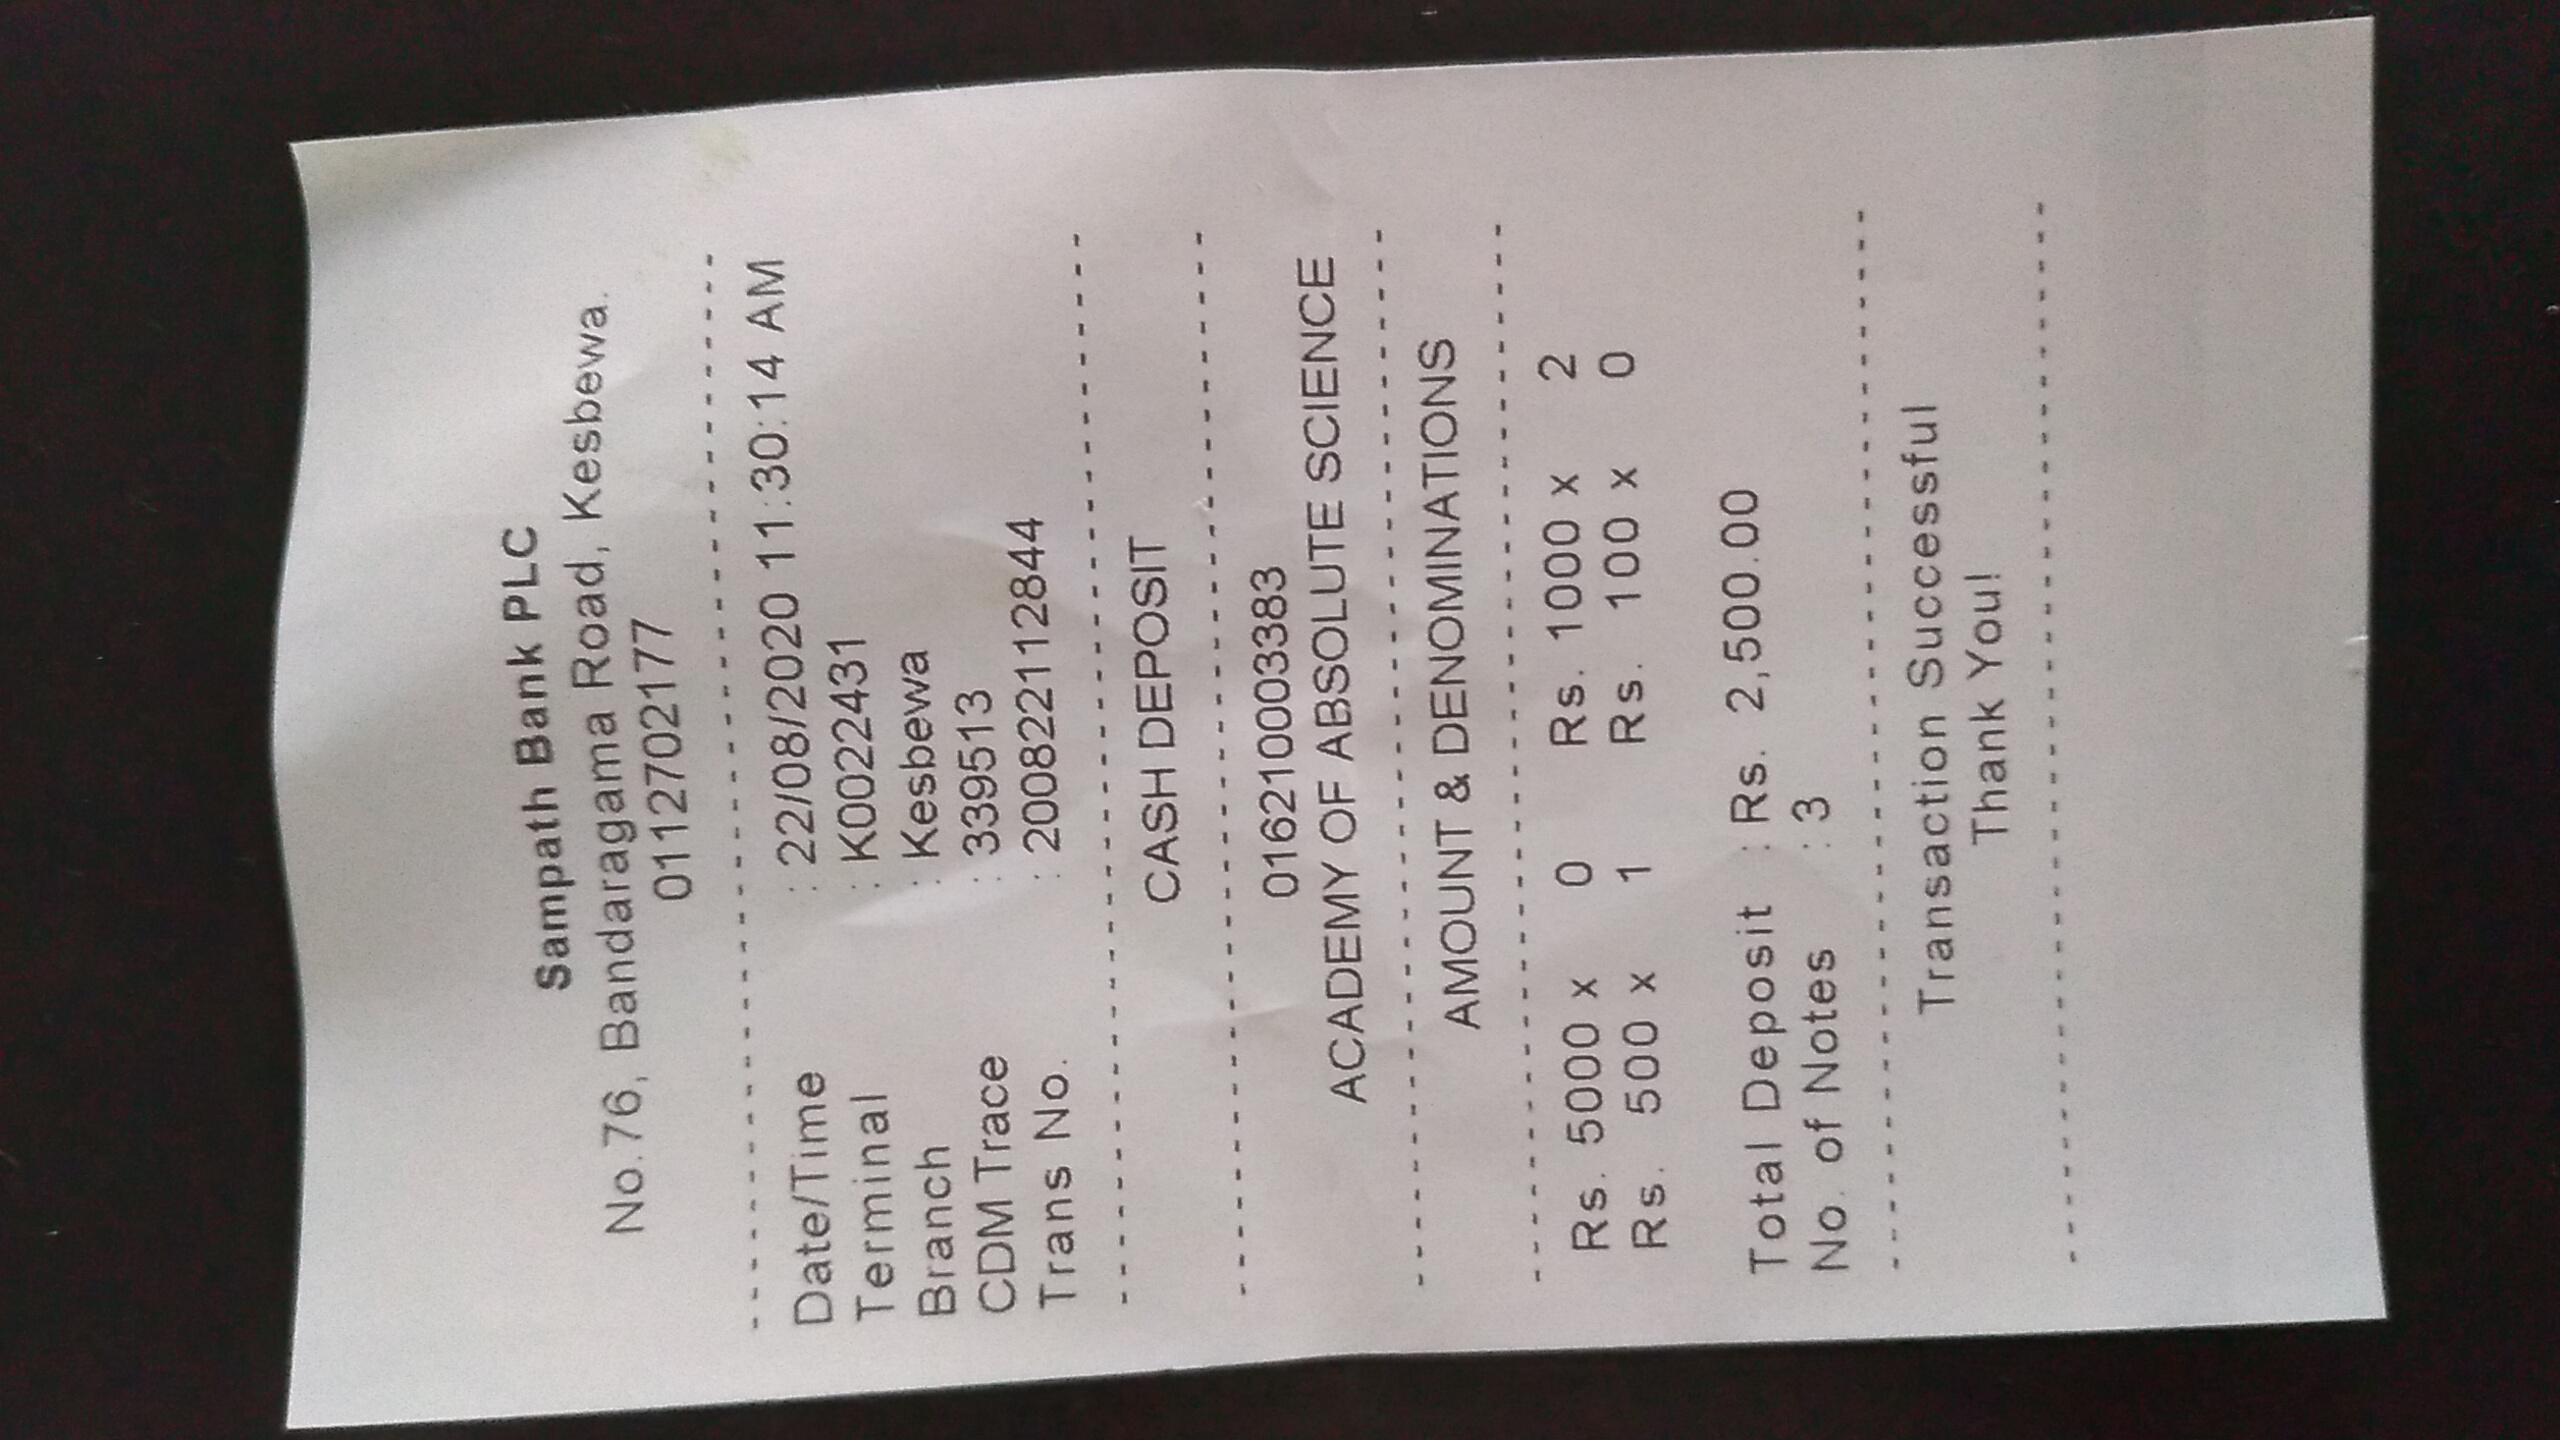 Sampath Bank PLC
No.76, Bandaragama Road, Kesbewa.
0112702177
Date/Time : 22/08/2020 11:30:14 AM
Terminal : K0022431
Branch : Kesbewa
CDM Trace : 339513
Trans No. : 200822112844
CASH DEPOSIT
016210003383
ACADEMY OF ABSOLUTE SCIENCE
AMOUNT & DENOMINATIONS
Rs. 5000 x 0 Rs. 1000 x 2
Rs. 500 x 1 Rs. 100 x 0
Total Deposit : Rs. 2,500.00
No. of Notes : 3
Transaction Successful
Thank You!